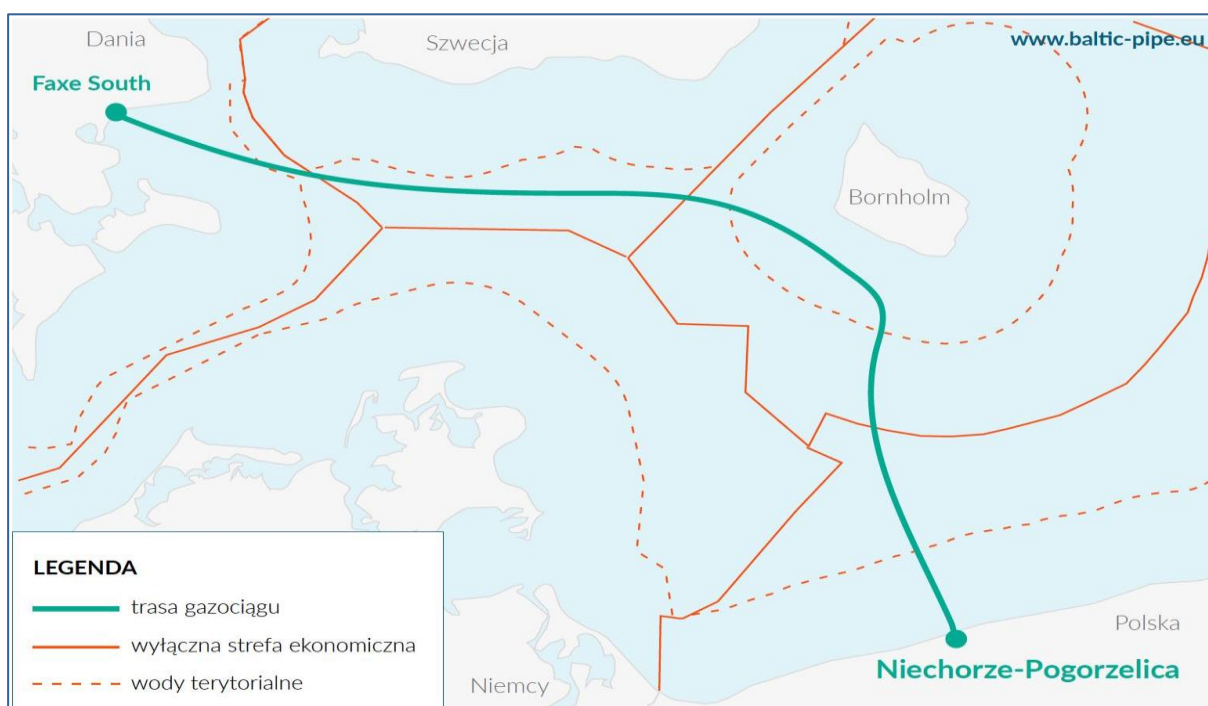 Dania
Szwecja
www.baltic-pipe.eu
Faxe South
Bornholm
LEGENDA
trasa gazociągu
wyłączna strefa ekonomiczna
wody terytorialne
Niemcy
Polska
Niechorze-Pogorzelica